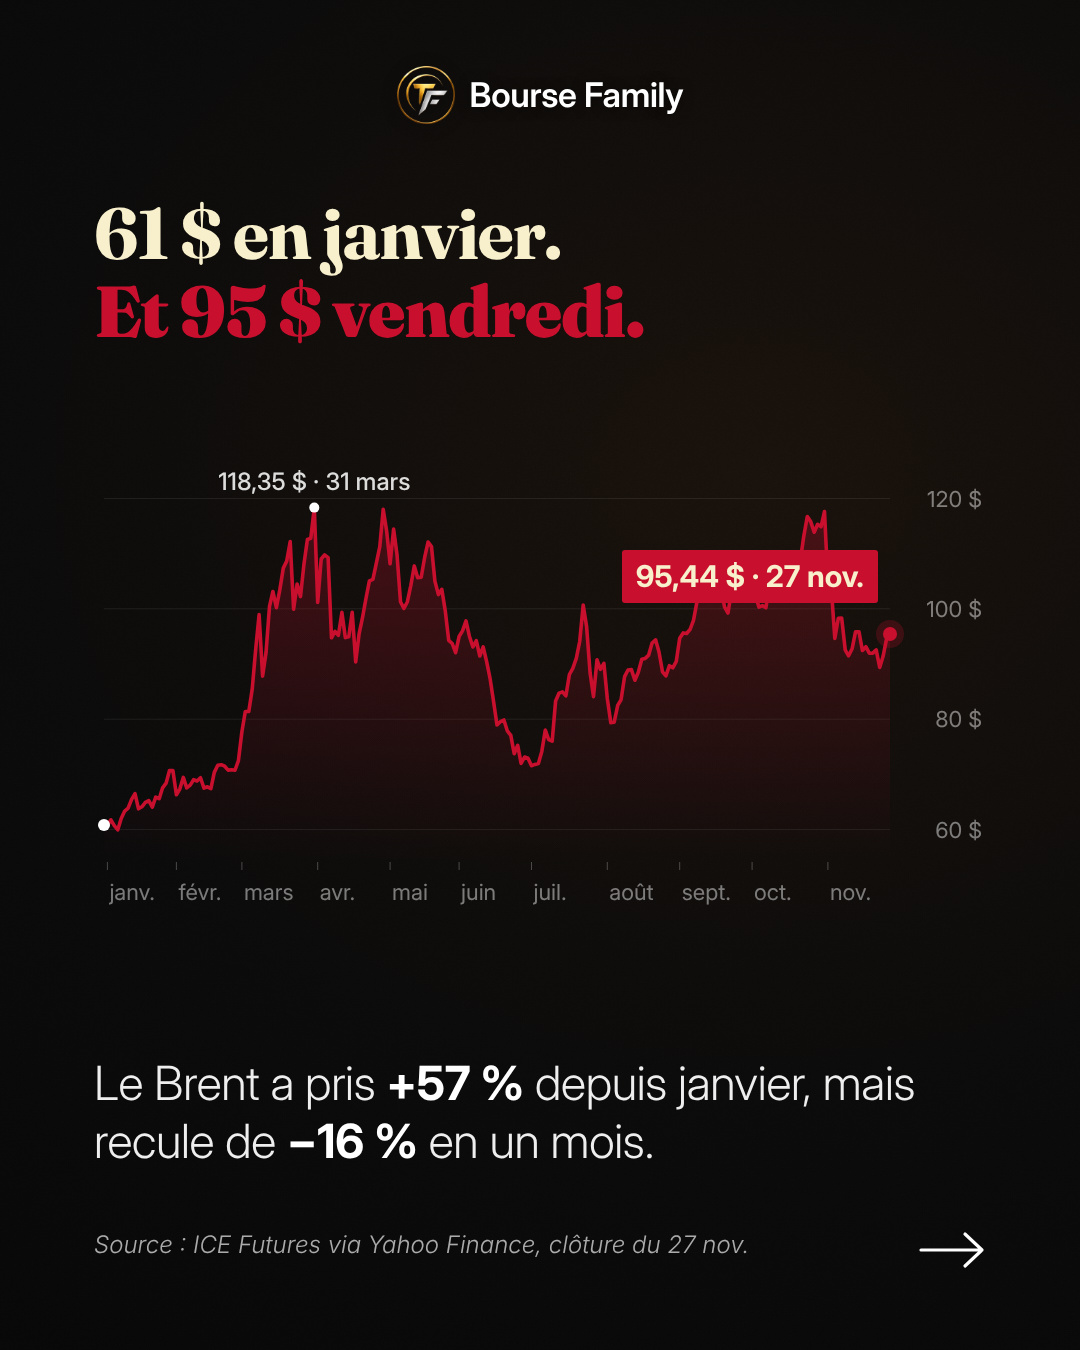 TF Bourse Family
61 $ en janvier.
Et 95 $ vendredi.
118,35 $ · 31 mars
120 $
95,44 $ · 27 nov.
100 $
80 $
60 $
janv. févr. mars avr. mai juin juil. août sept. oct. nov.
Le Brent a pris +57 % depuis janvier, mais
recule de −16 % en un mois.
Source : ICE Futures via Yahoo Finance, clôture du 27 nov.